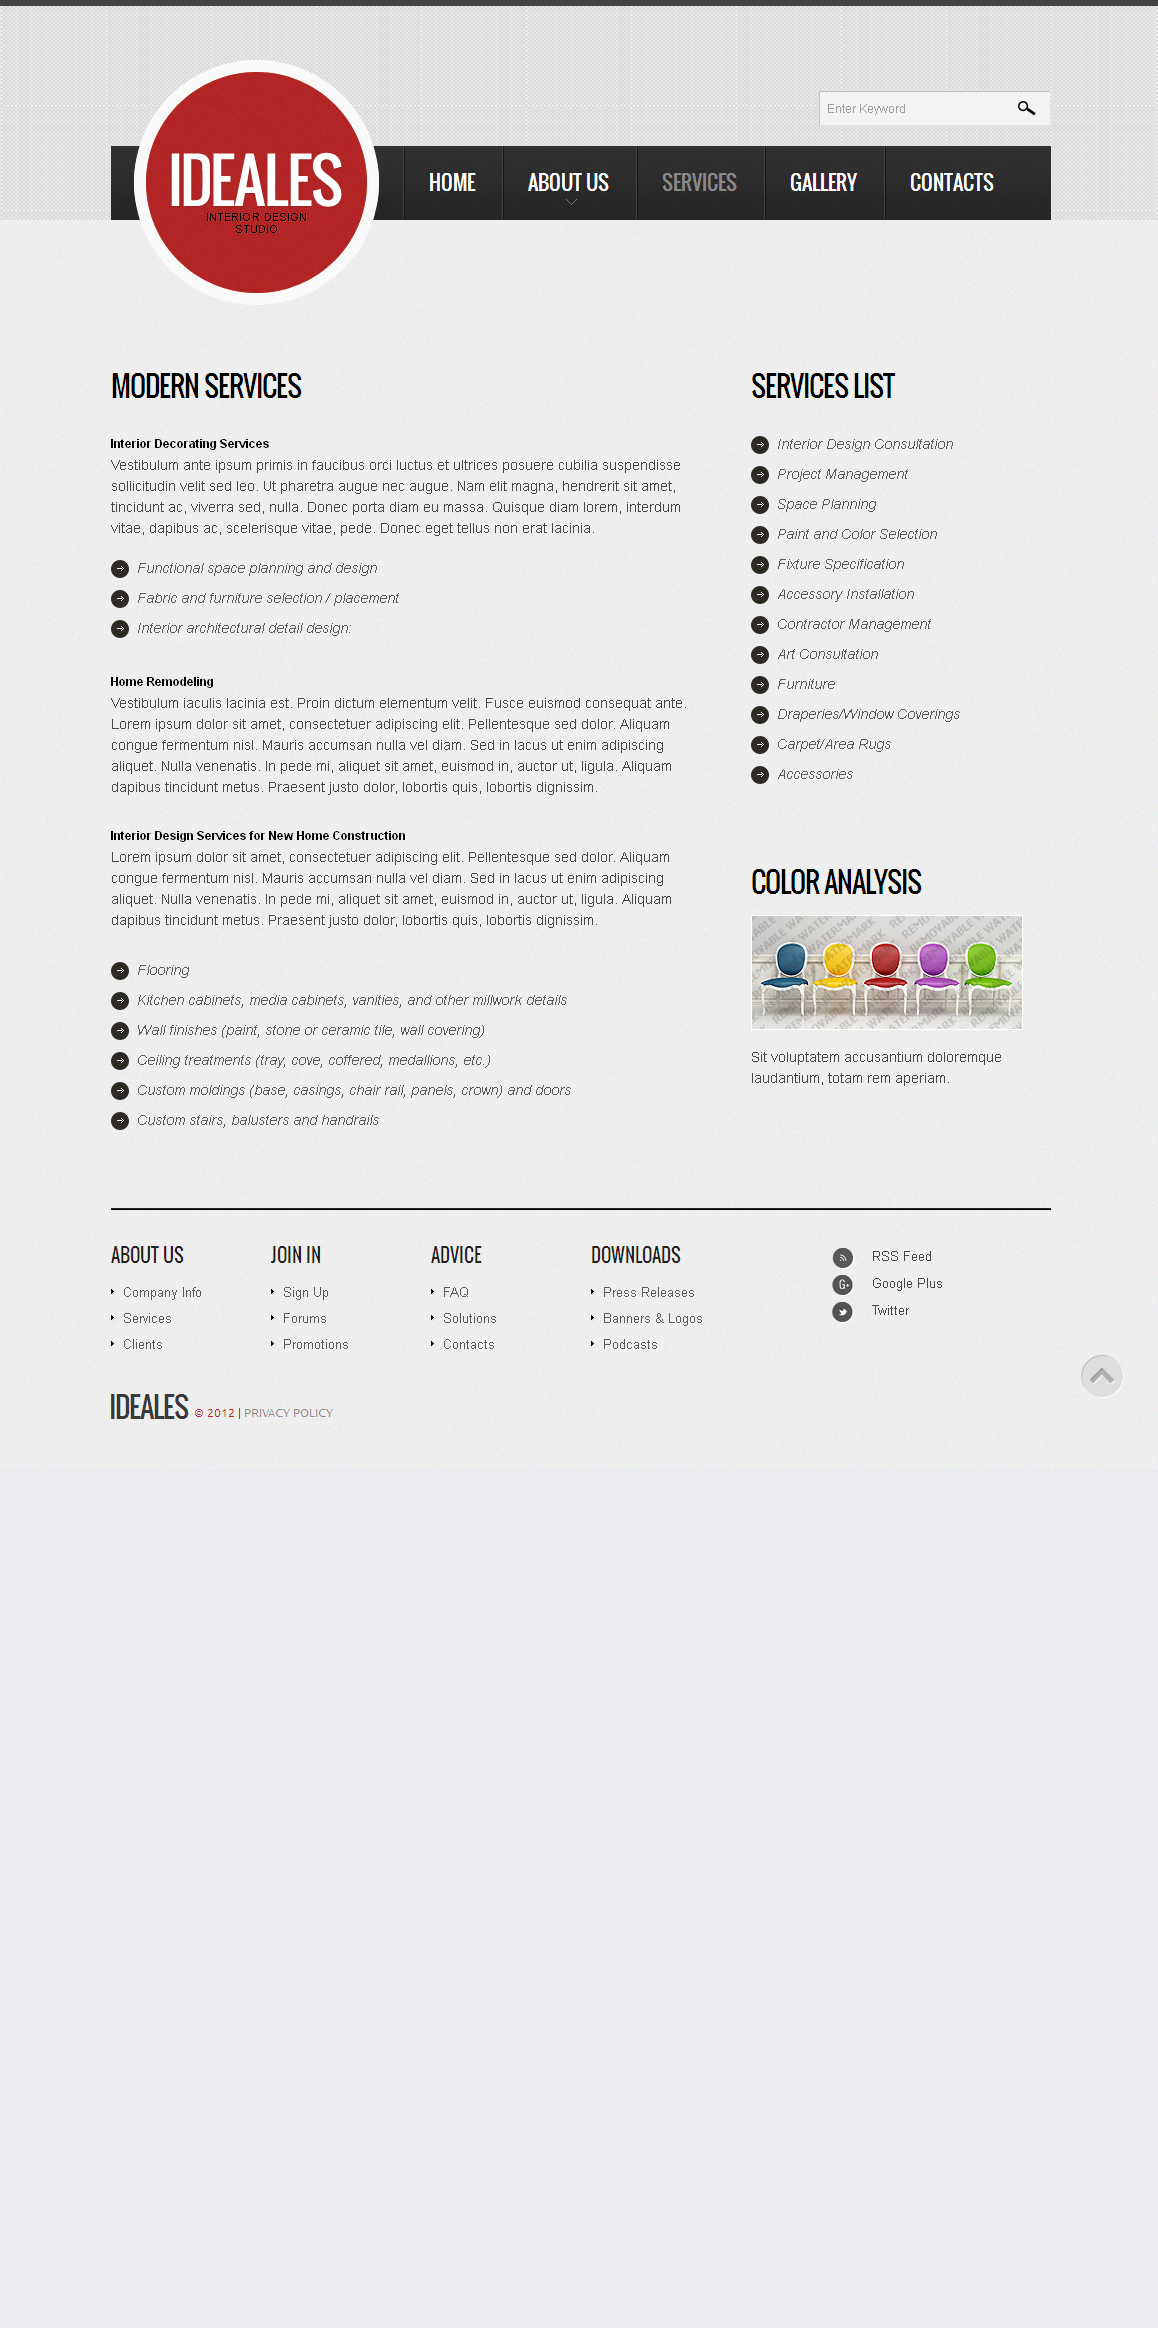 Enter Keyword
IDEALES
INTERIOR DESIGN
STUDIO
HOME
ABOUT US
SERVICES
GALLERY
CONTACTS
MODERN SERVICES
Interior Decorating Services
Vestibulum ante ipsum primis in faucibus orci luctus et ultrices posuere cubilia suspendisse
sollicitudin velit sed leo. Ut pharetra augue nec augue. Nam elit magna, hendrerit sit amet,
tincidunt ac, viverra sed, nulla. Donec porta diam eu massa. Quisque diam lorem, interdum
vitae, dapibus ac, scelerisque vitae, pede. Donec eget tellus non erat lacinia.
Functional space planning and design
Fabric and furniture selection / placement
Interior architectural detail design:
Home Remodeling
Vestibulum iaculis lacinia est. Proin dictum elementum velit. Fusce euismod consequat ante.
Lorem ipsum dolor sit amet, consectetuer adipiscing elit. Pellentesque sed dolor. Aliquam
congue fermentum nisl. Mauris accumsan nulla vel diam. Sed in lacus ut enim adipiscing
aliquet. Nulla venenatis. In pede mi, aliquet sit amet, euismod in, auctor ut, ligula. Aliquam
dapibus tincidunt metus. Praesent justo dolor, lobortis quis, lobortis dignissim.
Interior Design Services for New Home Construction
Lorem ipsum dolor sit amet, consectetuer adipiscing elit. Pellentesque sed dolor. Aliquam
congue fermentum nisl. Mauris accumsan nulla vel diam. Sed in lacus ut enim adipiscing
aliquet. Nulla venenatis. In pede mi, aliquet sit amet, euismod in, auctor ut, ligula. Aliquam
dapibus tincidunt metus. Praesent justo dolor, lobortis quis, lobortis dignissim.
Flooring
Kitchen cabinets, media cabinets, vanities, and other millwork details
Wall finishes (paint, stone or ceramic tile, wall covering)
Ceiling treatments (tray, cove, coffered, medallions, etc.)
Custom moldings (base, casings, chair rail, panels, crown) and doors
Custom stairs, balusters and handrails
SERVICES LIST
Interior Design Consultation
Project Management
Space Planning
Paint and Color Selection
Fixture Specification
Accessory Installation
Contractor Management
Art Consultation
Furniture
Draperies/Window Coverings
Carpet/Area Rugs
Accessories
COLOR ANALYSIS
Sit voluptatem accusantium doloremque
laudantium, totam rem aperiam.
ABOUT US
Company Info
Services
Clients
JOIN IN
Sign Up
Forums
Promotions
ADVICE
FAQ
Solutions
Contacts
DOWNLOADS
Press Releases
Banners & Logos
Podcasts
RSS Feed
Google Plus
Twitter
IDEALES © 2012 | PRIVACY POLICY